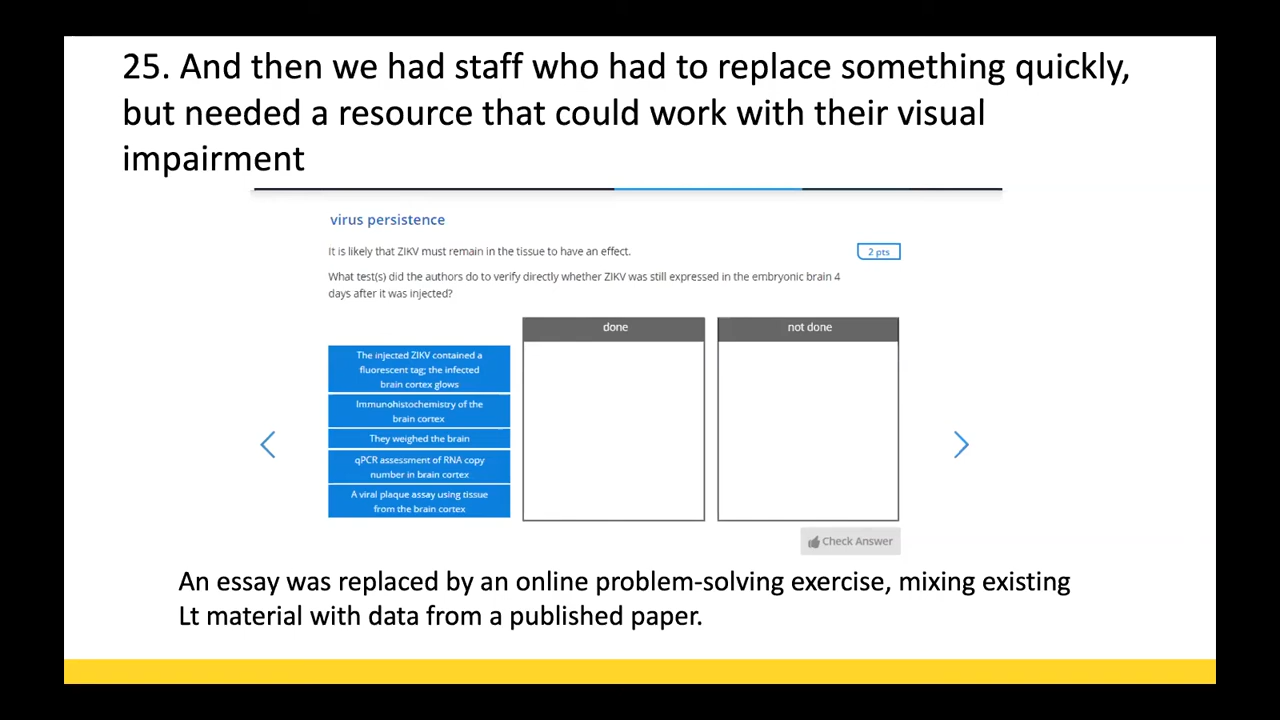 25. And then we had staff who had to replace something quickly,
but needed a resource that could work with their visual
impairment
virus persistence
It is likely that ZIKV must remain in the tissue to have an effect.
2 pts
What test(s) did the authors do to verify directly whether ZIKV was still expressed in the embryonic brain 4
days after it was injected?
done
not done
The injected ZIKV contained a
fluorescent tag; the infected
brain cortex glows
Immunohistochemistry of the
brain cortex
They weighed the brain
qPCR assessment of RNA copy
number in brain cortex
A viral plaque assay using tissue
from the brain cortex
Check Answer
An essay was replaced by an online problem-solving exercise, mixing existing
Lt material with data from a published paper.